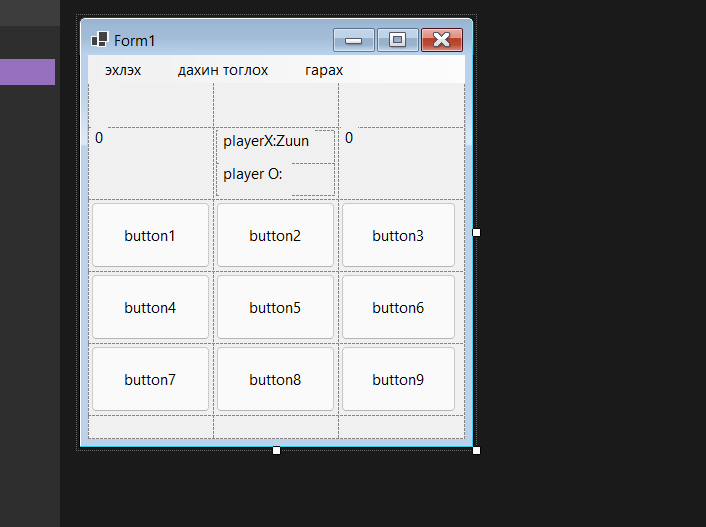 Form1
эхлэх дахин тоглох гарах
0 playerX:Zuun 0
player O:
button1 button2 button3
button4 button5 button6
button7 button8 button9